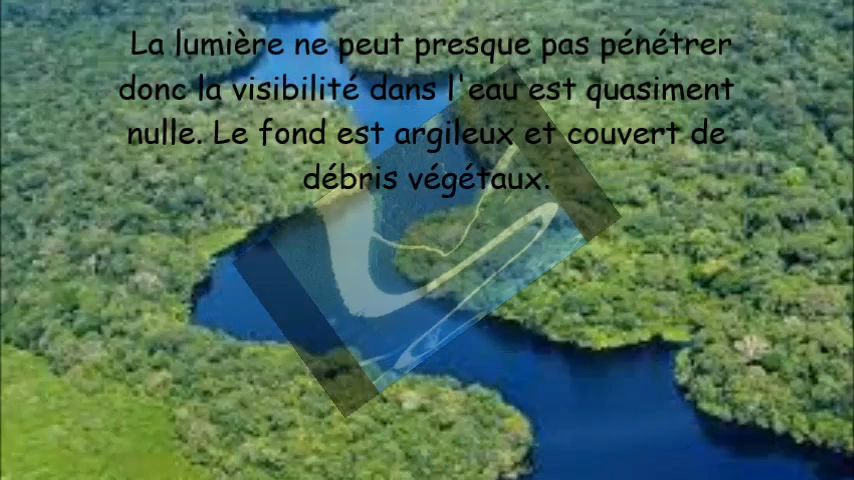 La lumière ne peut presque pas pénétrer
donc la visibilité dans l'eau est quasiment
nulle. Le fond est argileux et couvert de
débris végétaux.